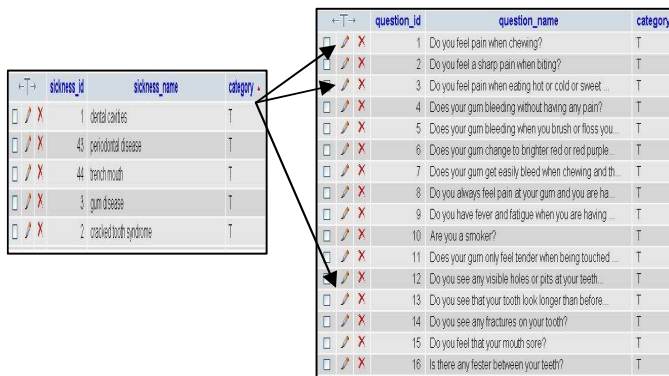 ←T→ sickness_id sickness_name category
1 dental cavities T
43 periodontal disease T
44 trench mouth T
3 gum disease T
2 cracked tooth syndrome T
←T→ question_id question_name category
1 Do you feel pain when chewing? T
2 Do you feel a sharp pain when biting? T
3 Do you feel pain when eating hot or cold or sweet ... T
4 Does your gum bleeding without having any pain? T
5 Does your gum bleeding when you brush or floss you... T
6 Does your gum change to brighter red or red purple... T
7 Does your gum get easily bleed when chewing and th... T
8 Do you always feel pain at your gum and you are ha... T
9 Do you have fever and fatigue when you are having ... T
10 Are you a smoker? T
11 Does your gum only feel tender when being touched ... T
12 Do you see any visible holes or pits at your teeth... T
13 Do you see that your tooth look longer than before... T
14 Do you see any fractures on your tooth? T
15 Do you feel that your mouth sore? T
16 Is there any fester between your teeth? T